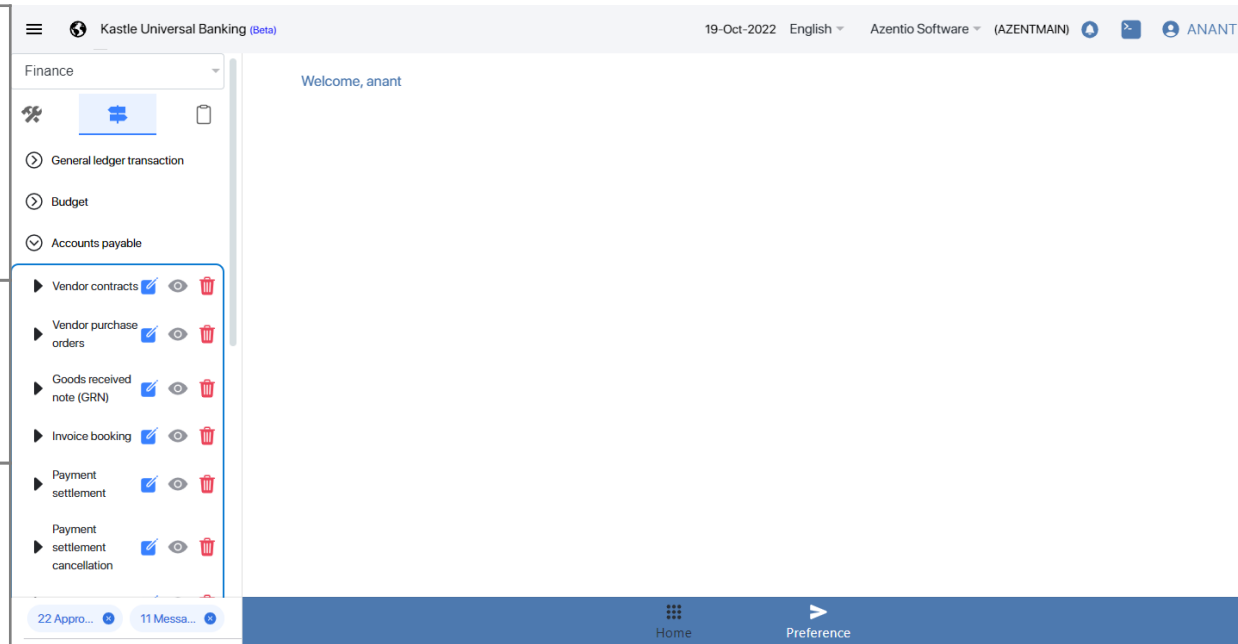 Kastle Universal Banking (Beta)
19-Oct-2022 English Azentio Software (AZENTMAIN) ANANT
Finance
Welcome, anant
General ledger transaction
Budget
Accounts payable
Vendor contracts
Vendor purchase
orders
Goods received
note (GRN)
Invoice booking
Payment
settlement
Payment
settlement
cancellation
22 Appro...
11 Messa...
Home
Preference